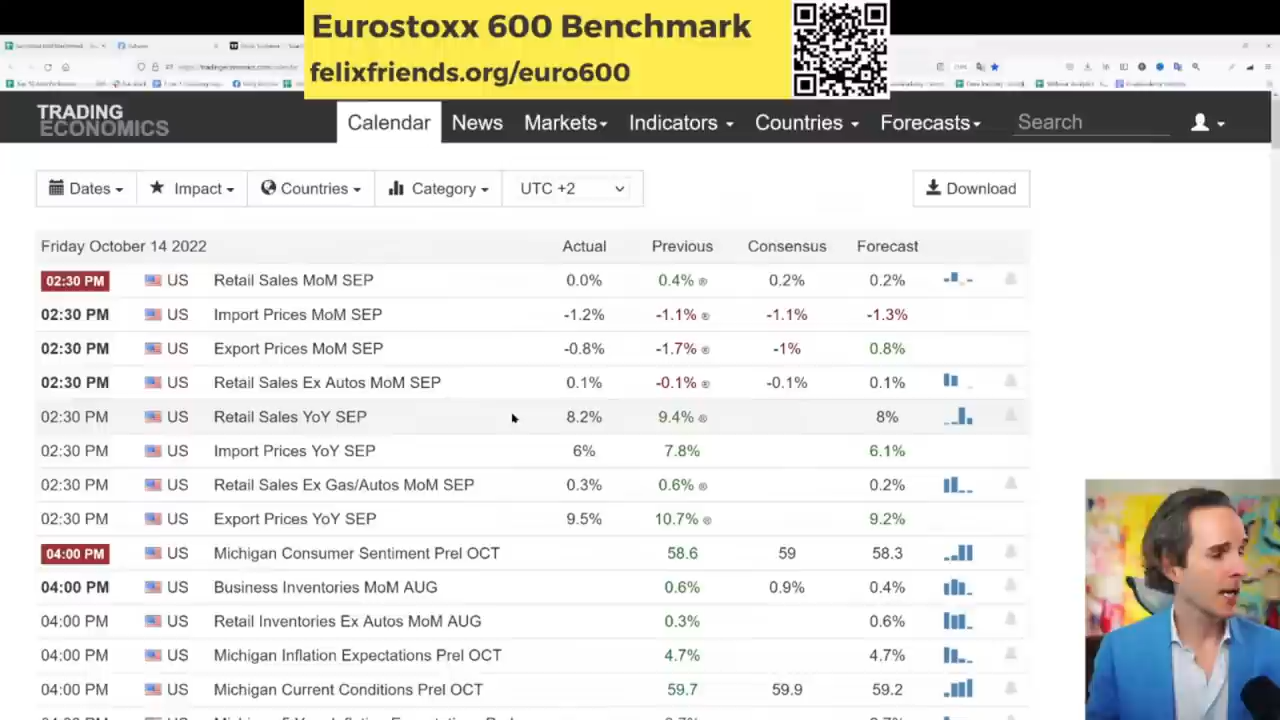 Eurostoxx 600 Benchmark
felixfriends.org/euro600
TRADING
ECONOMICS
Calendar News Markets Indicators Countries Forecasts Search
Dates Impact Countries Category UTC +2 Download
Friday October 14 2022 Actual Previous Consensus Forecast
02:30 PM US Retail Sales MoM SEP 0.0% 0.4% ® 0.2% 0.2%
02:30 PM US Import Prices MoM SEP -1.2% -1.1% ® -1.1% -1.3%
02:30 PM US Export Prices MoM SEP -0.8% -1.7% ® -1% 0.8%
02:30 PM US Retail Sales Ex Autos MoM SEP 0.1% -0.1% ® -0.1% 0.1%
02:30 PM US Retail Sales YoY SEP 8.2% 9.4% ® 8%
02:30 PM US Import Prices YoY SEP 6% 7.8% 6.1%
02:30 PM US Retail Sales Ex Gas/Autos MoM SEP 0.3% 0.6% ® 0.2%
02:30 PM US Export Prices YoY SEP 9.5% 10.7% ® 9.2%
04:00 PM US Michigan Consumer Sentiment Prel OCT 58.6 59 58.3
04:00 PM US Business Inventories MoM AUG 0.6% 0.9% 0.4%
04:00 PM US Retail Inventories Ex Autos MoM AUG 0.3% 0.6%
04:00 PM US Michigan Inflation Expectations Prel OCT 4.7% 4.7%
04:00 PM US Michigan Current Conditions Prel OCT 59.7 59.9 59.2